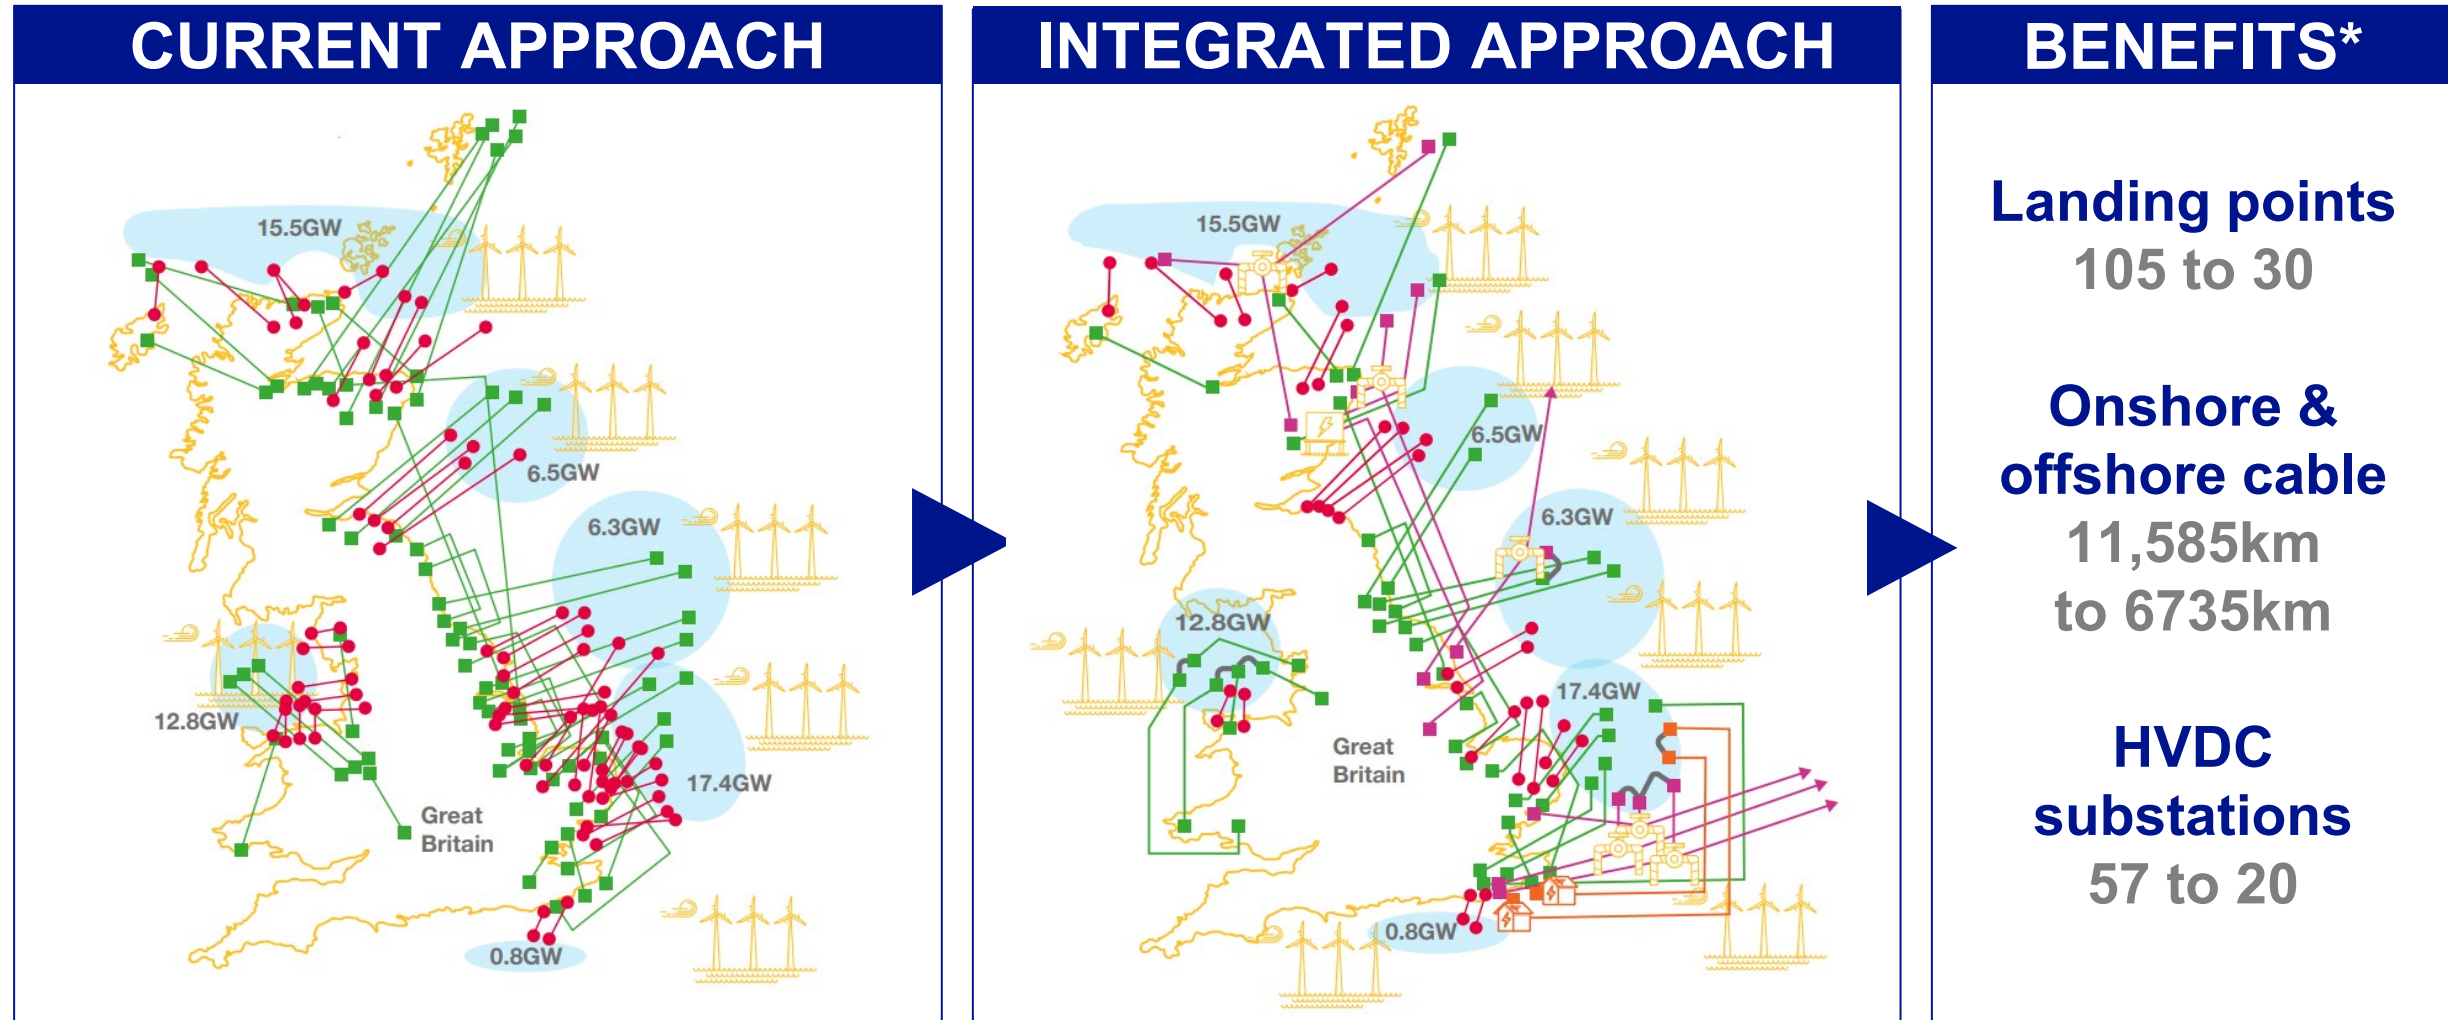 CURRENT APPROACH
15.5GW
6.5GW
6.3GW
12.8GW
17.4GW
Great
Britain
0.8GW
INTEGRATED APPROACH
15.5GW
6.5GW
6.3GW
12.8GW
17.4GW
Great
Britain
0.8GW
BENEFITS*
Landing points
105 to 30
Onshore &
offshore cable
11,585km
to 6735km
HVDC
substations
57 to 20